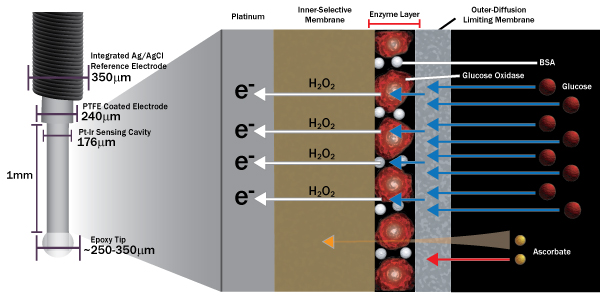 Integrated Ag/AgCl
Reference Electrode
350µm
PTFE Coated Electrode
240µm
Pt-Ir Sensing Cavity
176µm
1mm
Epoxy Tip
~250-350µm
Platinum
Inner-Selective
Membrane
Enzyme Layer
Outer-Diffusion
Limiting Membrane
BSA
Glucose Oxidase
Glucose
e-
H2O2
e-
H2O2
e-
H2O2
e-
H2O2
Ascorbate